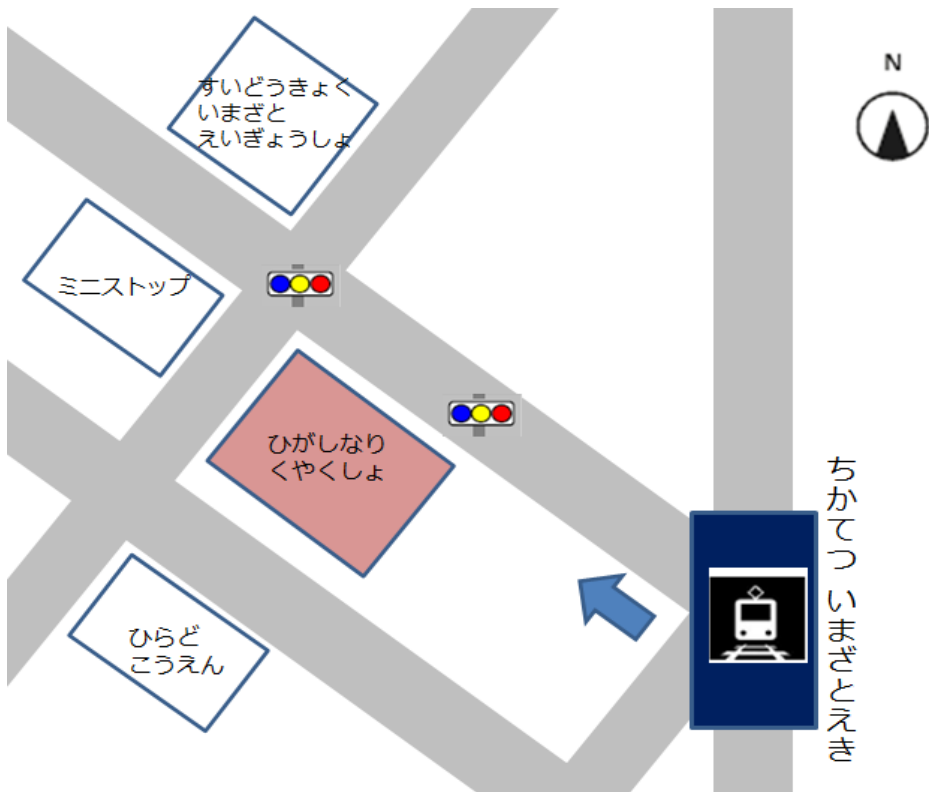 すいどうきょく
いまざと
えいぎょうしょ
N
ミニストップ
ひがしなり
くやくしょ
ちかてつ いまざとえき
ひらど
こうえん